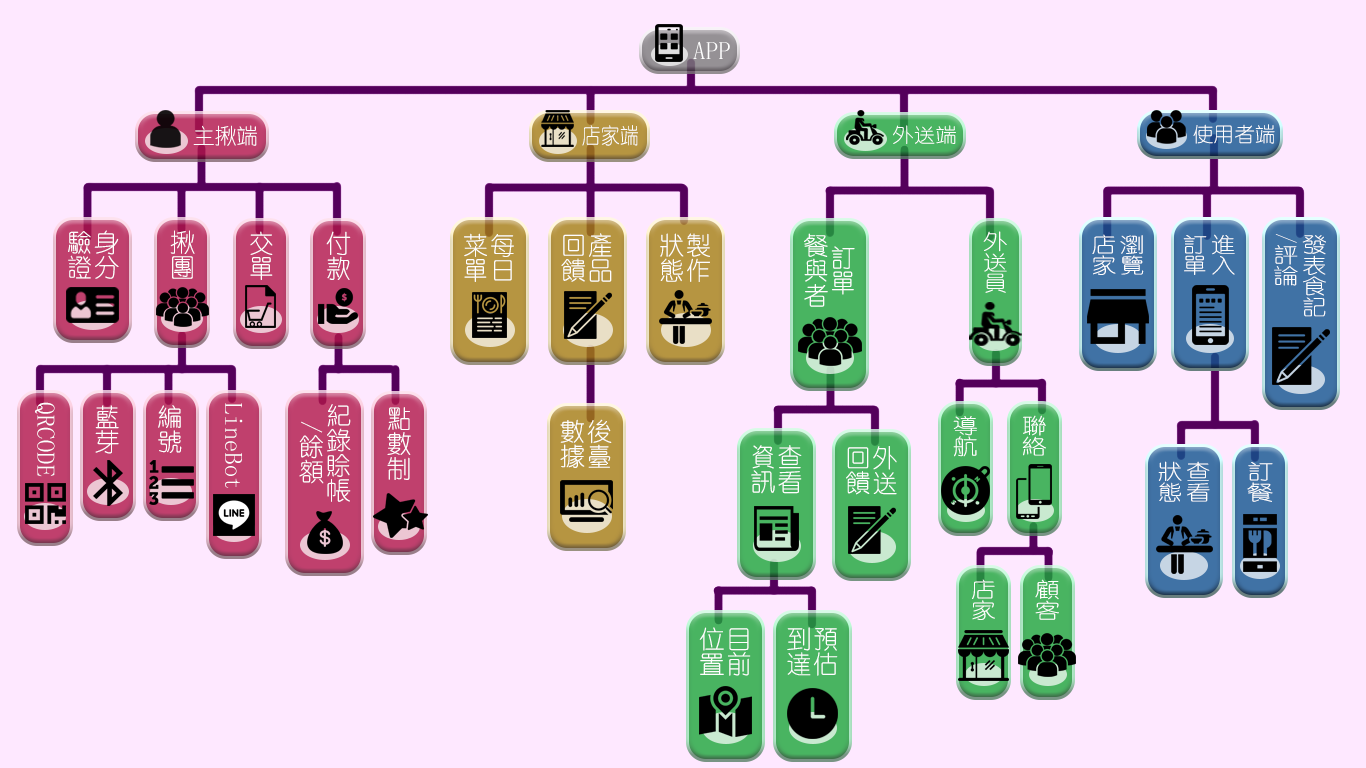 APP
主揪端
店家端
外送端
使用者端
身分
驗證
揪
團
交
單
付
款
每日
菜單
產品
回饋
製作
狀態
訂單
餐與者
外送員
瀏覽
店家
進入
訂單
發表食記
/評論
QRCODE
藍芽
編號
LineBot
LINE
紀錄賒帳
/餘額
點數制
後臺
數據
查看
資訊
外送
回饋
導航
聯絡
查看
狀態
訂餐
目前
位置
預估
到達
店家
顧客
1
2
3
$
$